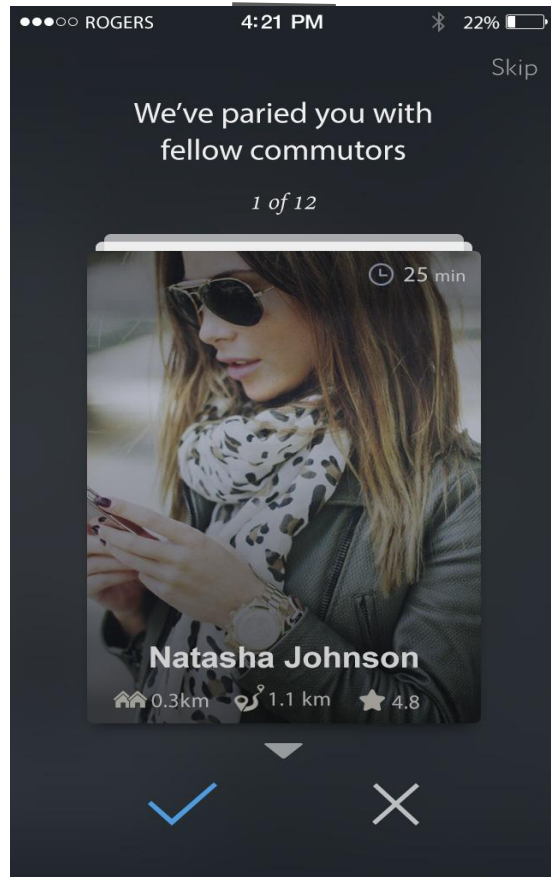 ROGERS 4:21 PM 22%
Skip
We've paried you with
fellow commutors
1 of 12
25 min
Natasha Johnson
0.3km 1.1 km 4.8